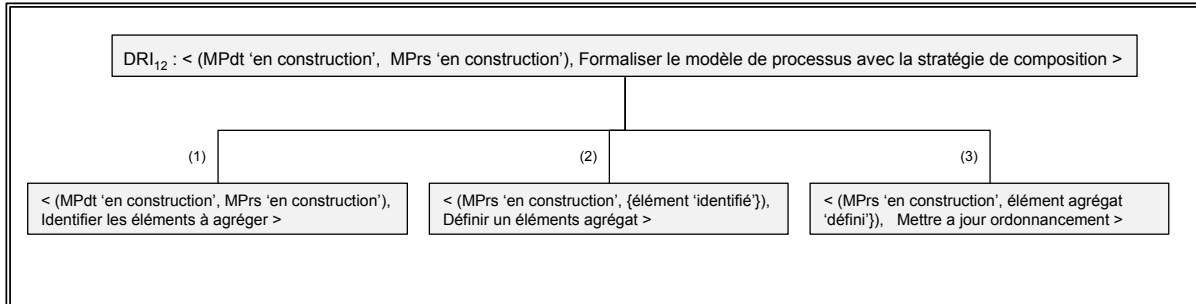 DRI12 : < (MPdt ‘en construction’, MPrs ‘en construction’), Formaliser le modèle de processus avec la stratégie de composition >
(1)
(2)
(3)
< (MPdt ‘en construction’, MPrs ‘en construction’),
Identifier les éléments à agréger >
< (MPrs ‘en construction’, {élément ‘identifié’}),
Définir un éléments agrégat >
< (MPrs ‘en construction’, élément agrégat
‘défini’}), Mettre a jour ordonnancement >